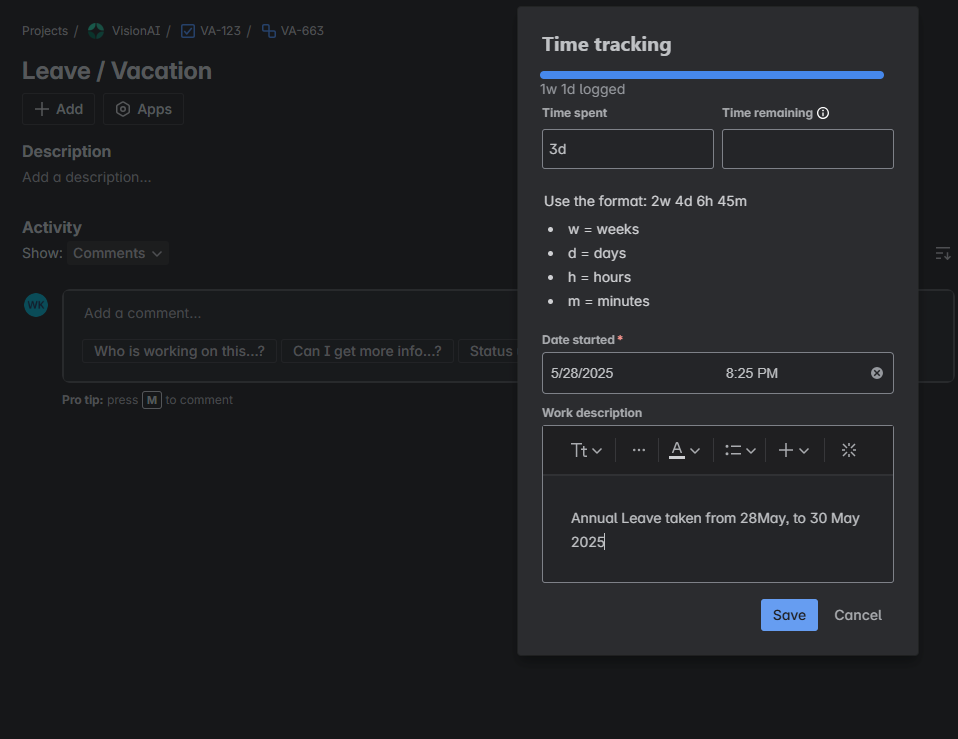 Projects / VisionAI / VA-123 / VA-663
Leave / Vacation
Add Apps
Description
Add a description...
Activity
Show: Comments
WK
Add a comment...
Who is working on this...? Can I get more info...? Status
Pro tip: press M to comment
Time tracking
1w 1d logged
Time spent Time remaining
3d
Use the format: 2w 4d 6h 45m
• w = weeks
• d = days
• h = hours
• m = minutes
Date started *
5/28/2025 8:25 PM
Work description
Tt ... A
Annual Leave taken from 28May, to 30 May
2025
Save Cancel